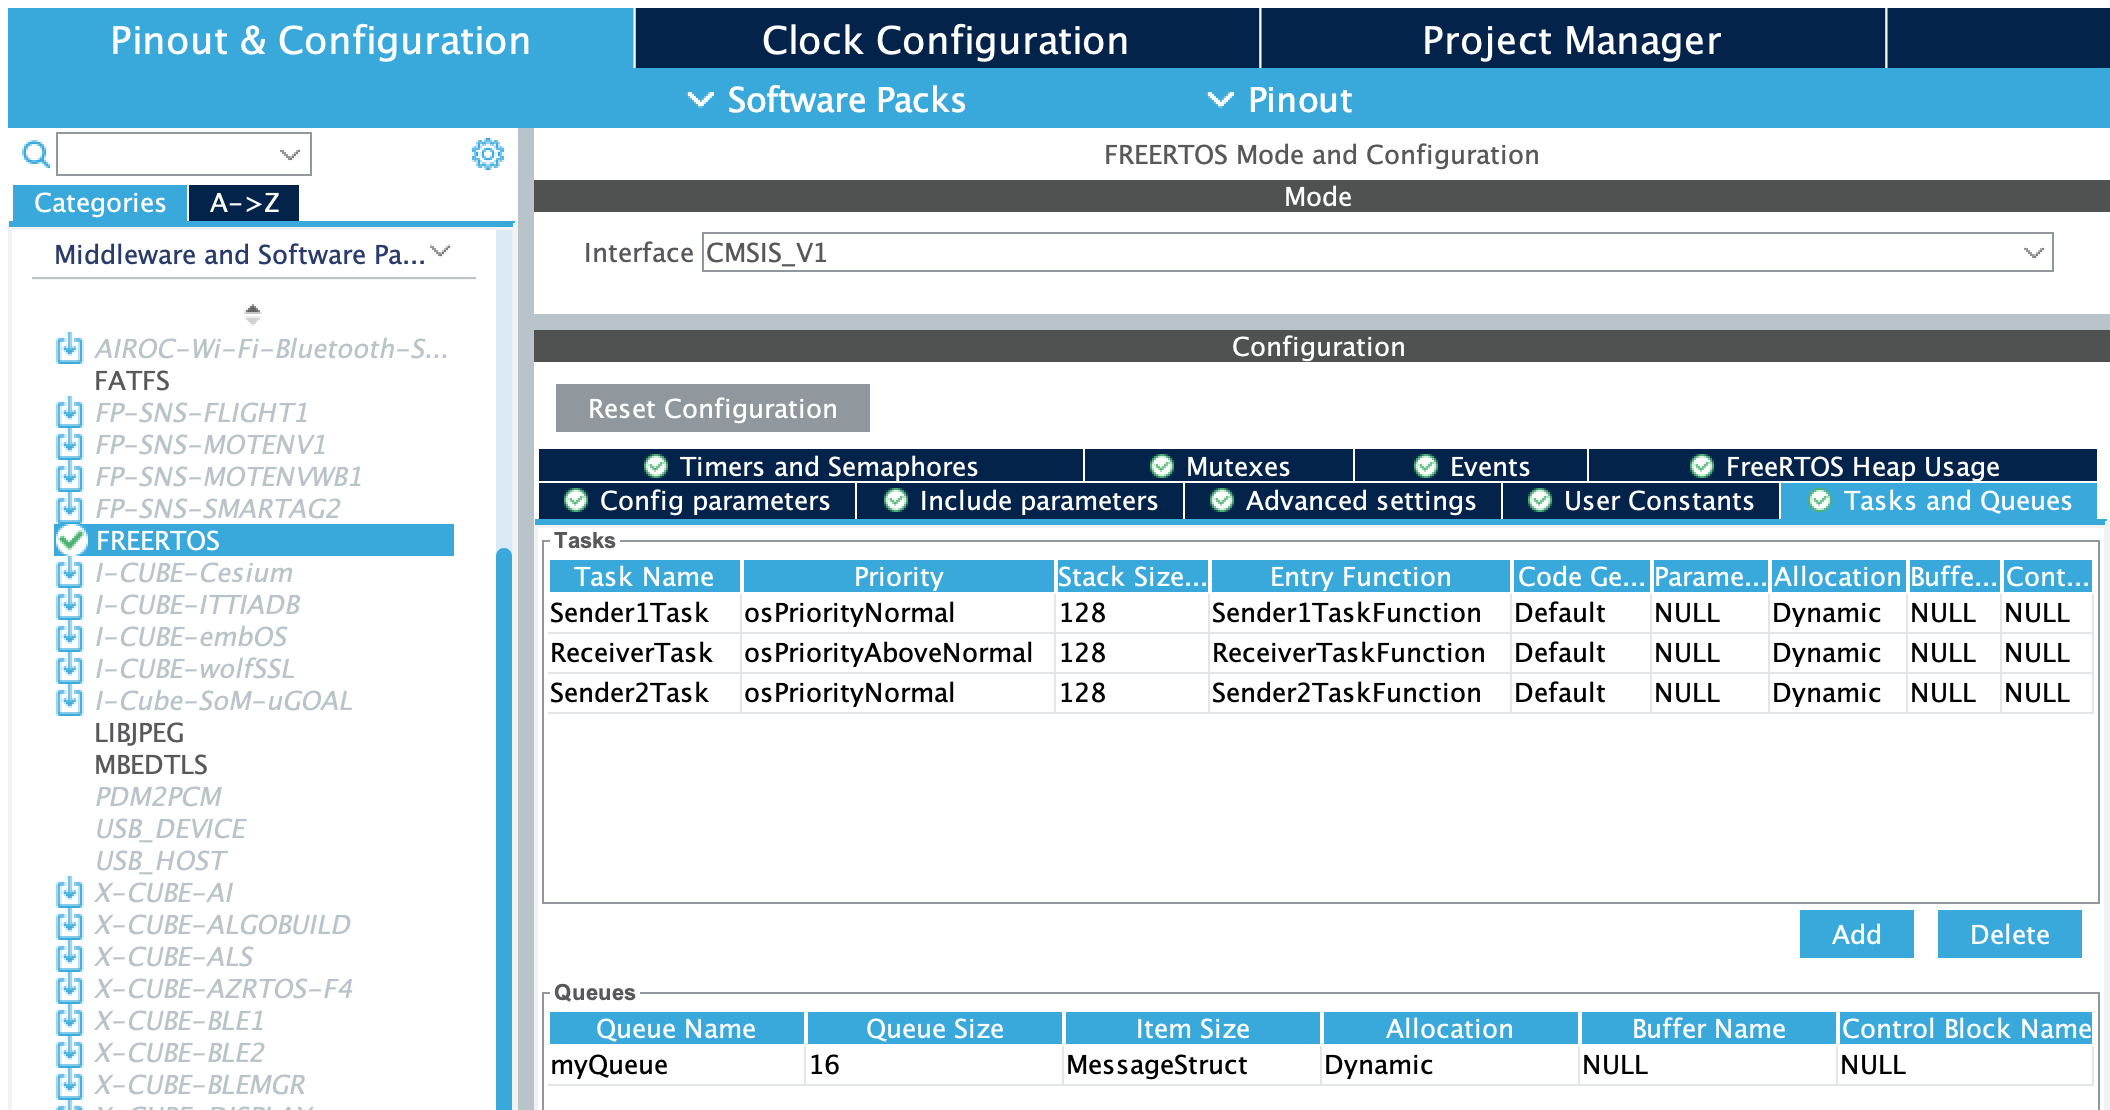 Pinout & Configuration
Clock Configuration
Project Manager
Software Packs
Pinout
Categories
A->Z
Middleware and Software Pa...
AIROC-Wi-Fi-Bluetooth-S...
FATFS
FP-SNS-FLIGHT1
FP-SNS-MOTENV1
FP-SNS-MOTENVWB1
FP-SNS-SMARTAG2
FREERTOS
I-CUBE-Cesium
I-CUBE-ITTIADB
I-CUBE-embOS
I-CUBE-wolfSSL
I-Cube-SoM-uGOAL
LIBJPEG
MBEDTLS
PDM2PCM
USB_DEVICE
USB_HOST
X-CUBE-AI
X-CUBE-ALGOBUILD
X-CUBE-ALS
X-CUBE-AZRTOS-F4
X-CUBE-BLE1
X-CUBE-BLE2
X-CUBE-BLEMGR
X-CUBE-DISPLAY
FREERTOS Mode and Configuration
Mode
Interface CMSIS_V1
Configuration
Reset Configuration
Timers and Semaphores Mutexes Events FreeRTOS Heap Usage
Config parameters Include parameters Advanced settings User Constants Tasks and Queues
Tasks
Task Name Priority Stack Size... Entry Function Code Ge... Parame... Allocation Buffe... Cont...
Sender1Task osPriorityNormal 128 Sender1TaskFunction Default NULL Dynamic NULL NULL
ReceiverTask osPriorityAboveNormal 128 ReceiverTaskFunction Default NULL Dynamic NULL NULL
Sender2Task osPriorityNormal 128 Sender2TaskFunction Default NULL Dynamic NULL NULL
Add Delete
Queues
Queue Name Queue Size Item Size Allocation Buffer Name Control Block Name
myQueue 16 MessageStruct Dynamic NULL NULL